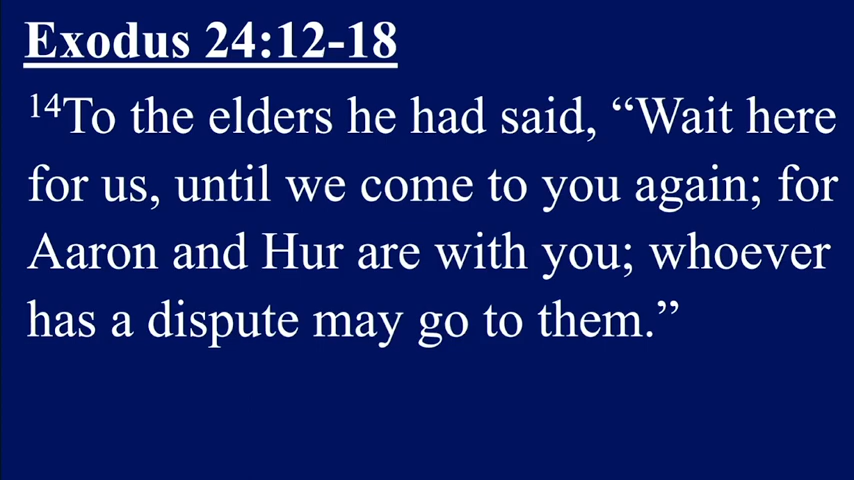 Exodus 24:12-18
14To the elders he had said, “Wait here
for us, until we come to you again; for
Aaron and Hur are with you; whoever
has a dispute may go to them.”